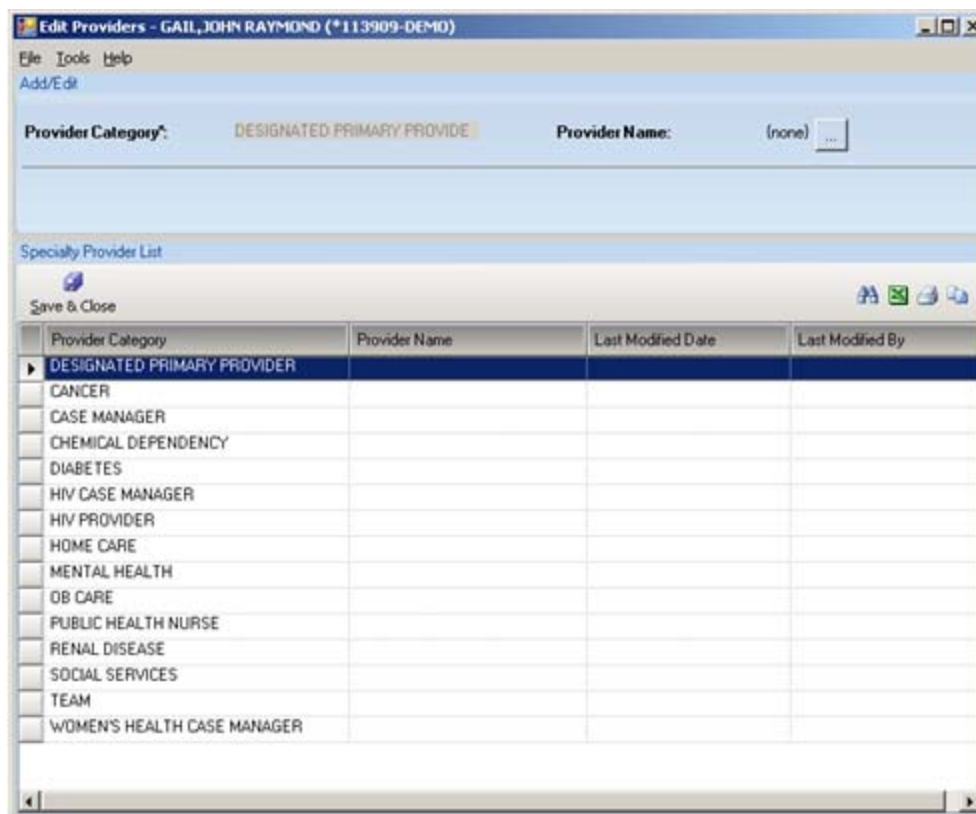 Edit Providers - GAIL,JOHN RAYMOND (*113909-DEMO)
File Tools Help
Add/Edit
Provider Category*: DESIGNATED PRIMARY PROVIDE Provider Name: (none) ...
Specialty Provider List
Save & Close
Provider Category Provider Name Last Modified Date Last Modified By
DESIGNATED PRIMARY PROVIDER
CANCER
CASE MANAGER
CHEMICAL DEPENDENCY
DIABETES
HIV CASE MANAGER
HIV PROVIDER
HOME CARE
MENTAL HEALTH
OB CARE
PUBLIC HEALTH NURSE
RENAL DISEASE
SOCIAL SERVICES
TEAM
WOMEN'S HEALTH CASE MANAGER